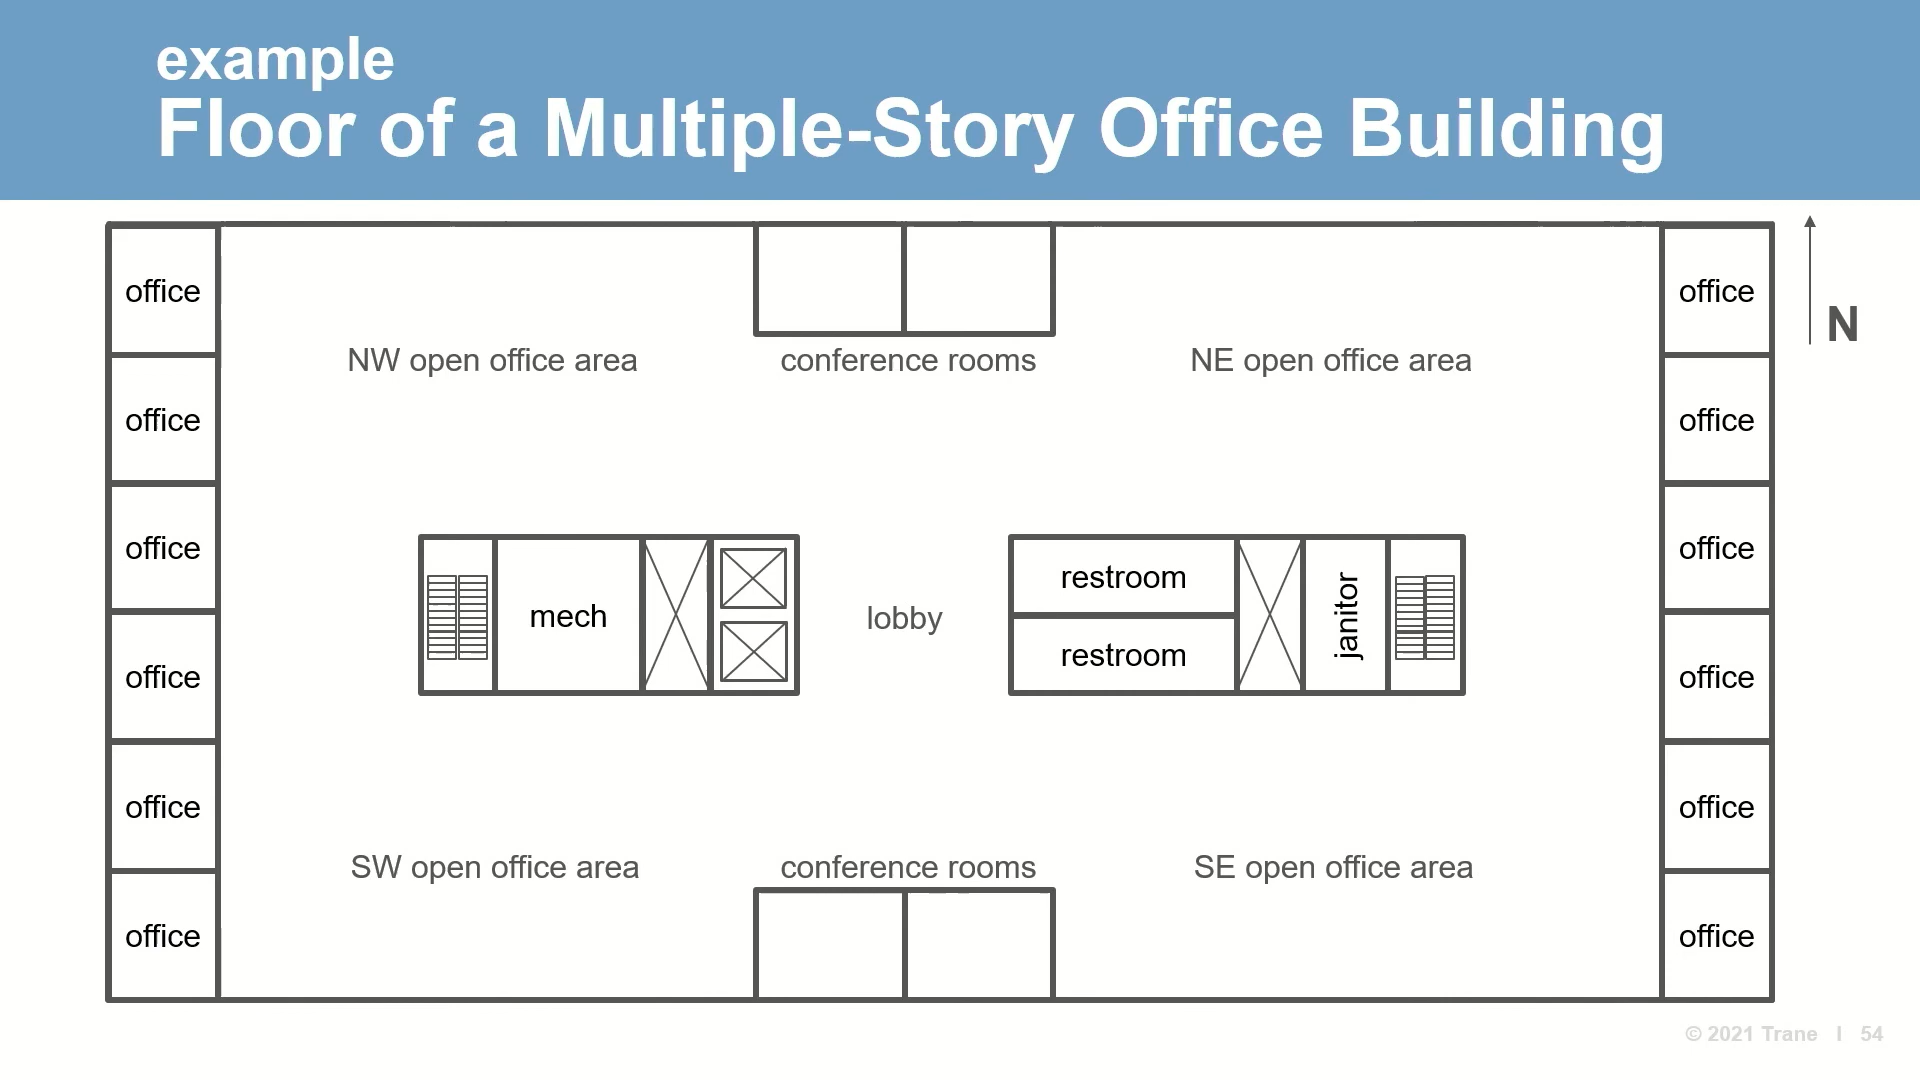 example
Floor of a Multiple-Story Office Building
office
office
N
NW open office area
conference rooms
NE open office area
office
office
office
office
mech
lobby
restroom
restroom
janitor
office
office
office
office
SW open office area
conference rooms
SE open office area
office
office
© 2021 Trane I 54